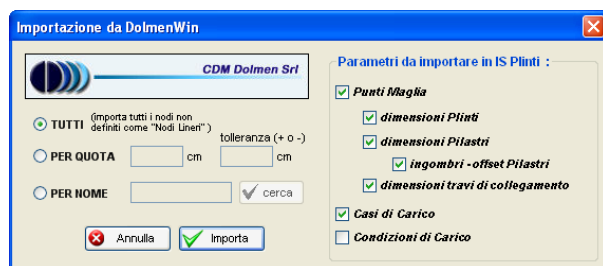 Importazione da DolmenWin
CDM Dolmen Srl
TUTTI (importa tutti i nodi non
definiti come "Nodi Lineri")
tolleranza (+ o -)
PER QUOTA cm cm
PER NOME cerca
Annulla Importa
Parametri da importare in IS Plinti :
Punti Maglia
dimensioni Plinti
dimensioni Pilastri
ingombri - offset Pilastri
dimensioni travi di collegamento
Casi di Carico
Condizioni di Carico